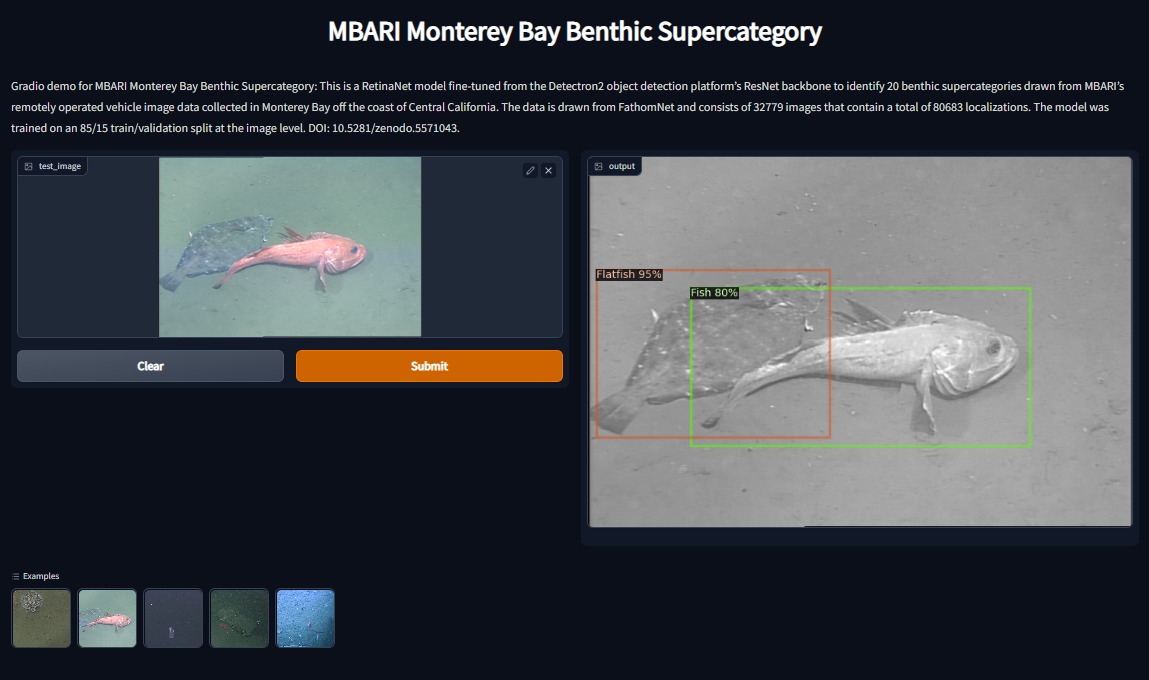 MBARI Monterey Bay Benthic Supercategory
Gradio demo for MBARI Monterey Bay Benthic Supercategory: This is a RetinaNet model fine-tuned from the Detectron2 object detection platform's ResNet backbone to identify 20 benthic supercategories drawn from MBARI's
remotely operated vehicle image data collected in Monterey Bay off the coast of Central California. The data is drawn from FathomNet and consists of 32779 images that contain a total of 80683 localizations. The model was
trained on an 85/15 train/validation split at the image level. DOI: 10.5281/zenodo.5571043.
test_image
Clear
Submit
output
Flatfish 95%
Fish 80%
Examples